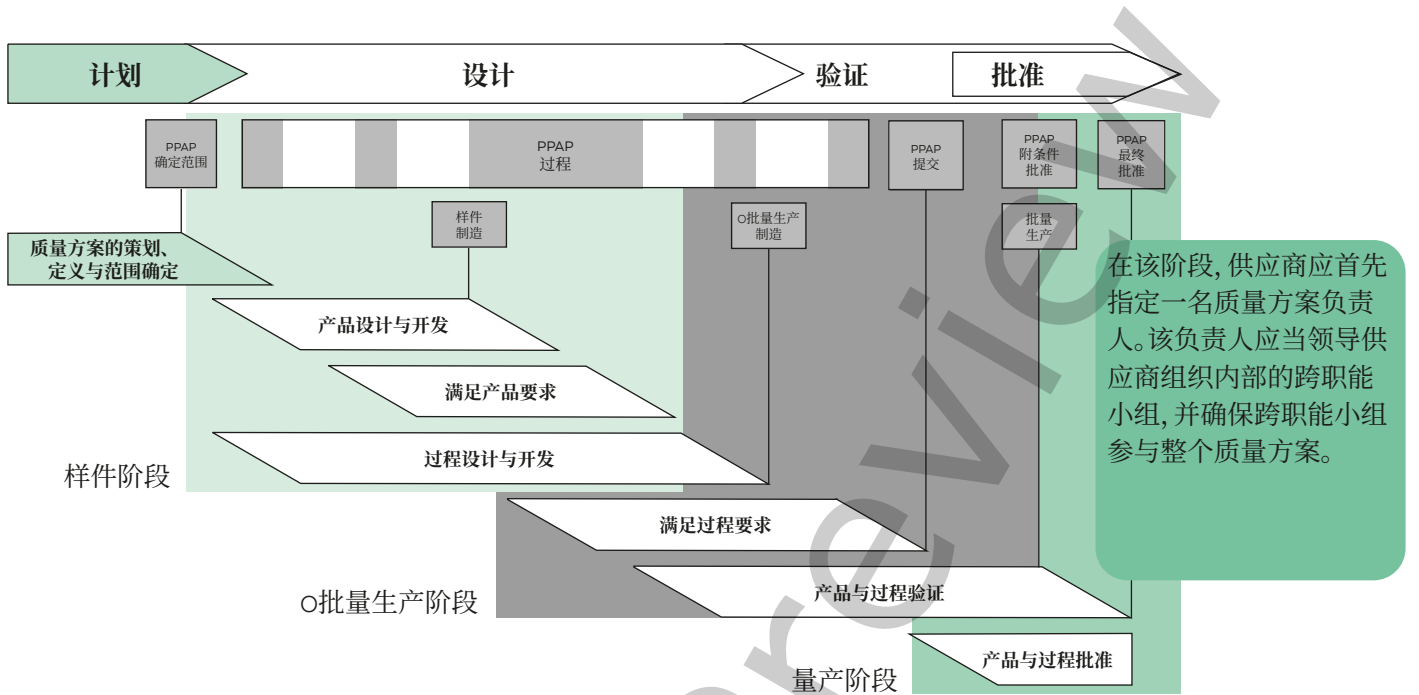 计划
设计
验证
批准
PPAP
确定范围
PPAP
过程
PPAP
提交
PPAP
附条件
批准
PPAP
最终
批准
样件
制造
O批量生产
制造
批量
生产
质量方案的策划、
定义与范围确定
产品设计与开发
满足产品要求
过程设计与开发
样件阶段
满足过程要求
O批量生产阶段
产品与过程验证
产品与过程批准
量产阶段
在该阶段, 供应商应首先
指定一名质量方案负责
人。该负责人应当领导供
应商组织内部的跨职能
小组, 并确保跨职能小组
参与整个质量方案。
review